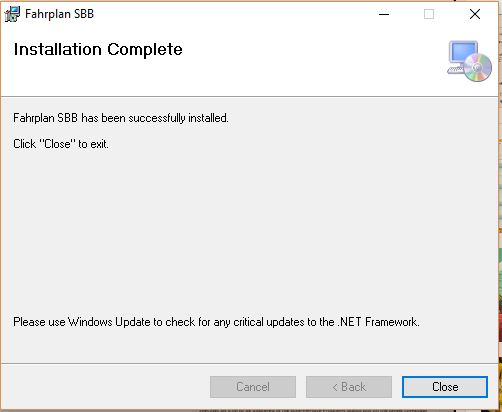 Fahrplan SBB
Installation Complete
Fahrplan SBB has been successfully installed.
Click "Close" to exit.
Please use Windows Update to check for any critical updates to the .NET Framework.
Cancel
< Back
Close